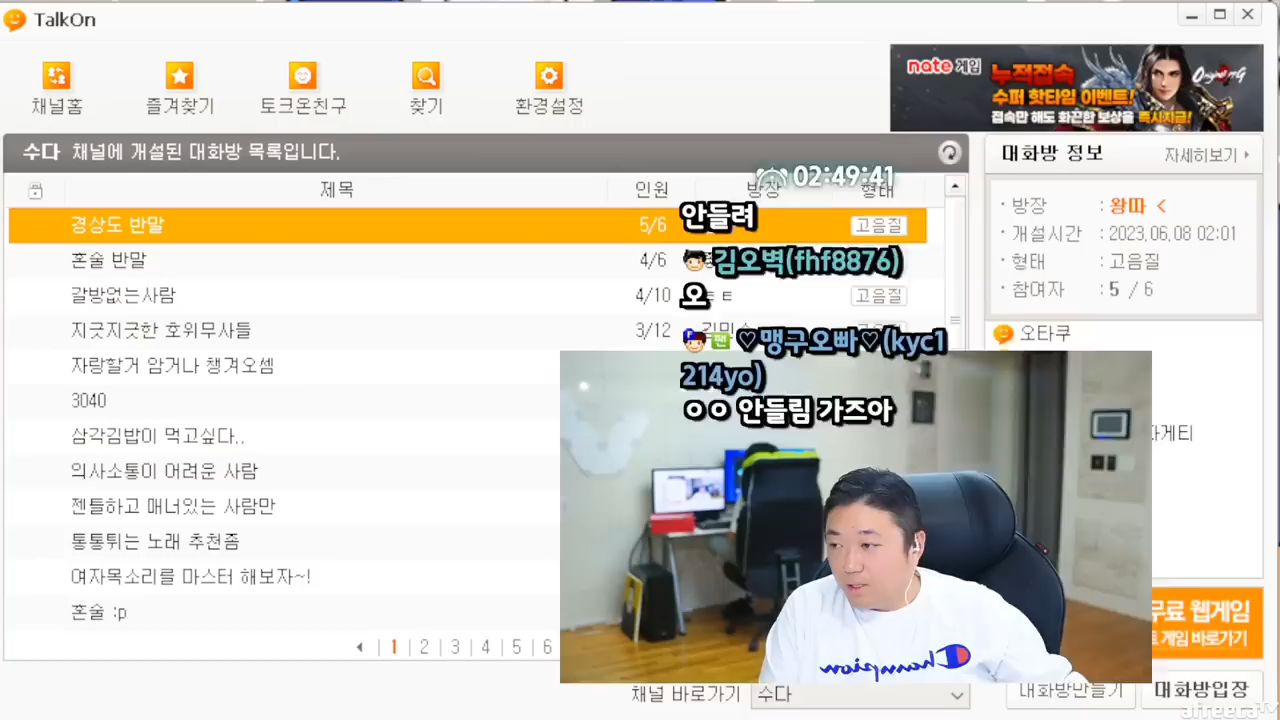 TalkOn
채널홈
즐겨찾기
토크온친구
찾기
환경설정
nate 게임
누적접속
수퍼 핫타임 이벤트!
접속만 해도 화끈한 보상을 즉시지급!
수다 채널에 개설된 대화방 목록입니다.
제목 인원 방장 형태
02:49:41
경상도 반말 5/6 고음질
혼술 반말 4/6
갈방없는사람 4/10 고음질
지긋지긋한 호위무사들 3/12
자랑할거 암거나 챙겨오셈
3040
삼각김밥이 먹고싶다..
의사소통이 어려운 사람
젠틀하고 매너있는 사람만
통통튀는 노래 추천좀
여자목소리를 마스터 해보자~!
혼술 :p
1 | 2 | 3 | 4 | 5 | 6
채널 바로가기 수다
안들려
김오벽(fhf8876)
오
팬 ♡맹구오빠♡(kyc1
214yo)
ㅇㅇ 안들림 가즈아
대화방 정보 자세히보기
방장 : 왕따 <
개설시간 : 2023.06.08 02:01
형태 : 고음질
참여자 : 5 / 6
오타쿠
파게티
Champion
무료 웹게임
게임 바로가기
대화방만들기
대화방입장
afreecaTV